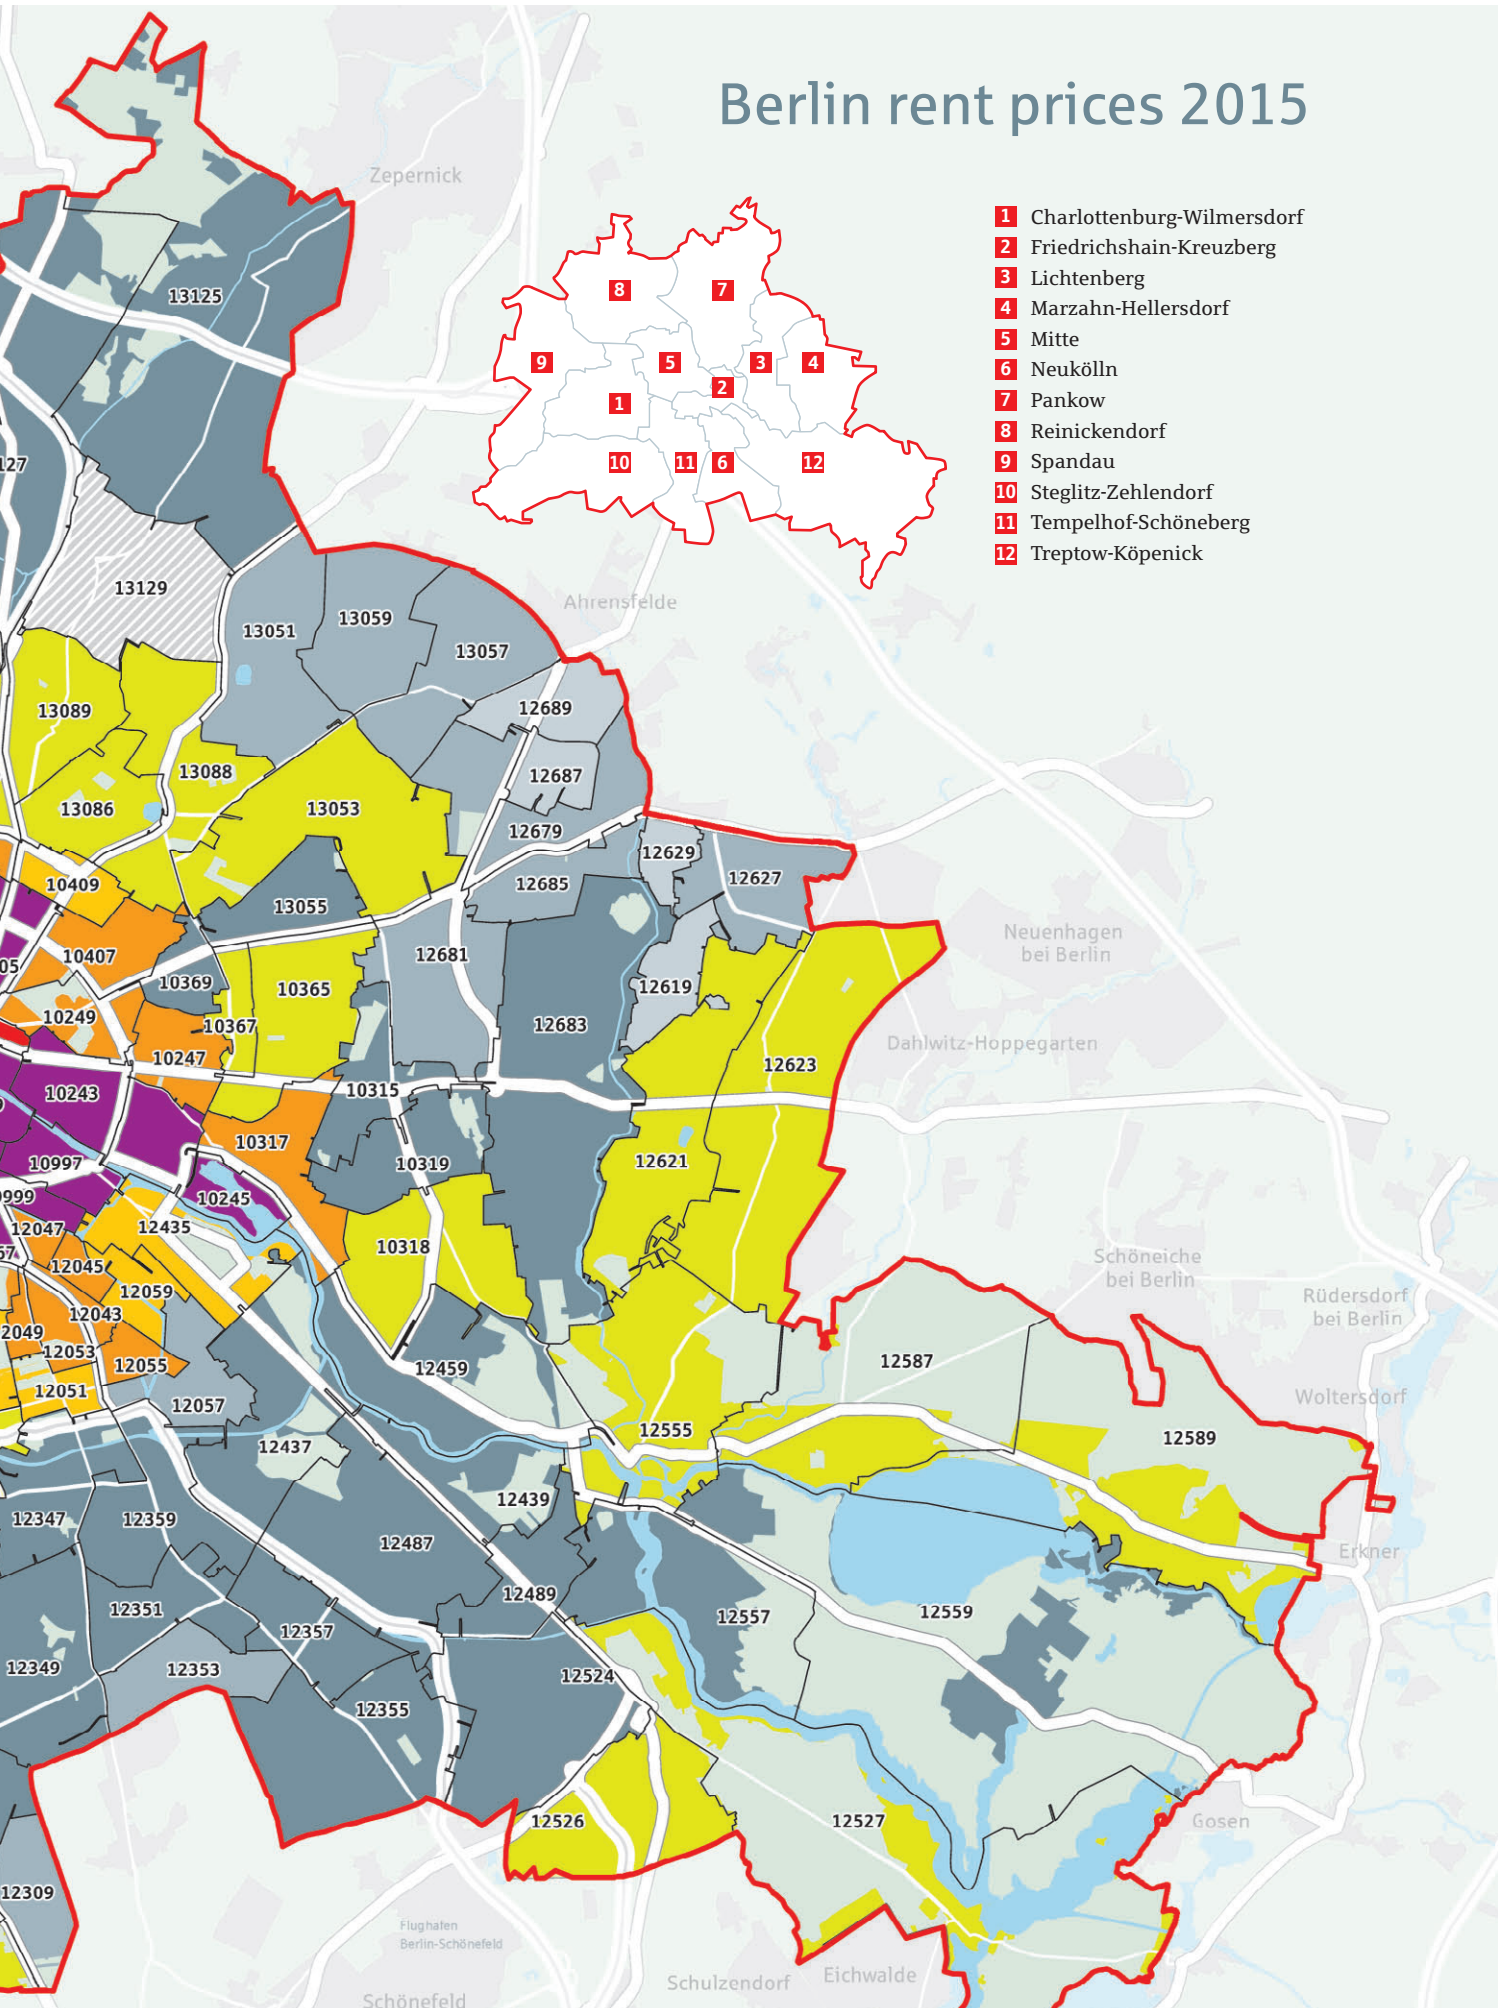 Berlin rent prices 2015
Zepernick
1 Charlottenburg-Wilmersdorf
2 Friedrichshain-Kreuzberg
3 Lichtenberg
4 Marzahn-Hellersdorf
5 Mitte
6 Neukölln
7 Pankow
8 Reinickendorf
9 Spandau
10 Steglitz-Zehlendorf
11 Tempelhof-Schöneberg
12 Treptow-Köpenick
8
7
9
5
3
4
2
1
10
11
6
12
13125
127
13129
Ahrensfelde
13051
13059
13057
12689
13089
13088
12687
13086
13053
12679
12629
10409
12685
12627
13055
Neuenhagen
bei Berlin
10407
12681
05
10369
10365
12619
10249
10367
12683
Dahlwitz-Hoppegarten
10247
12623
10243
10315
10317
10997
10319
12621
999
10245
12047
12435
67
10318
12045
Schöneiche
bei Berlin
12059
Rüdersdorf
bei Berlin
12043
2049
12053
12055
12459
12587
12051
12057
Woltersdorf
12437
12555
12589
12439
12347
12359
12487
Erkner
12489
12351
12357
12557
12559
12349
12353
12524
12355
12526
12527
Gosen
12309
Flughafen
Berlin-Schönefeld
Schulzendorf
Eichwalde
Schönefeld